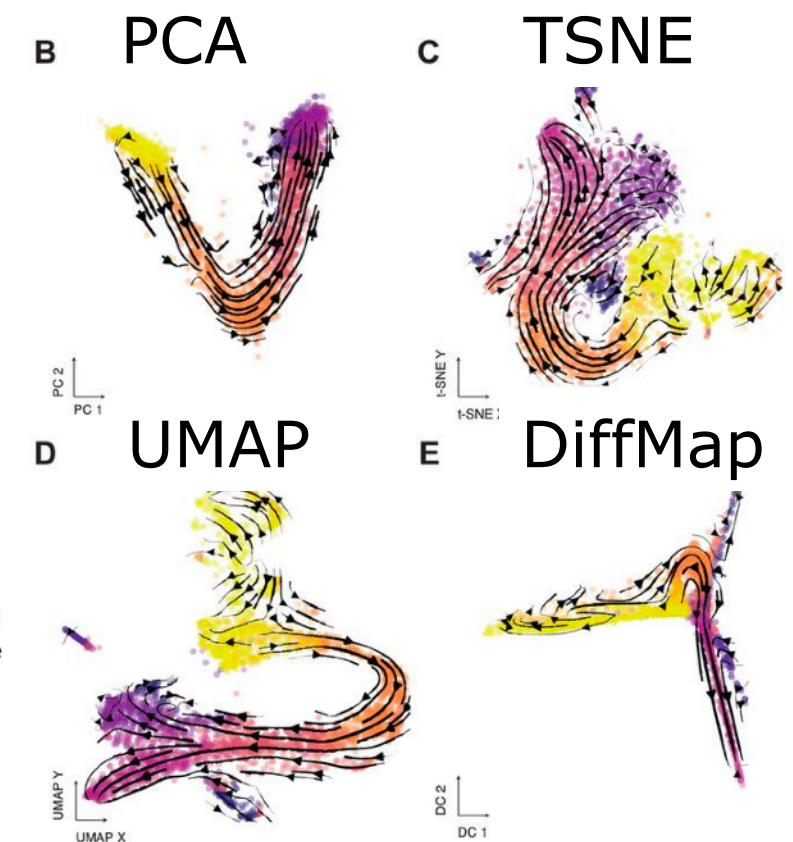 B PCA
C TSNE
PC 2
PC 1
t-SNE Y
t-SNE
D UMAP
E DiffMap
UMAP Y
UMAP X
DC 2
DC 1